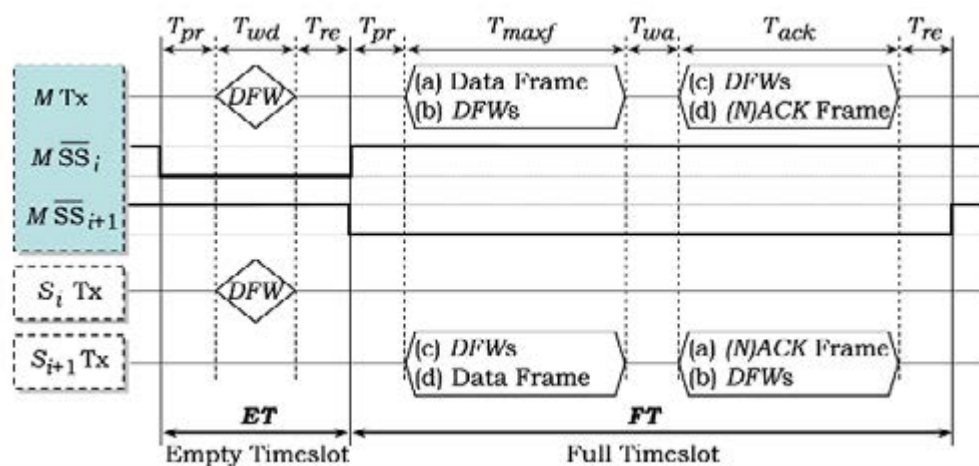 Tpr Twd Tre Tpr Tmaxf Twa Tack Tre
M Tx DFW (a) Data Frame (c) DFWs
(b) DFWs (d) (N)ACK Frame
M SSi
M SSi+1
Si Tx DFW
Si+1 Tx (c) DFWs (a) (N)ACK Frame
(d) Data Frame (b) DFWs
ET FT
Empty Timeslot Full Timeslot